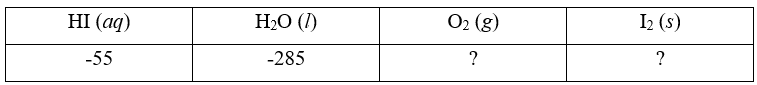 HI (aq) H₂O (l) O₂ (g) I₂ (s)
-55 -285 ? ?